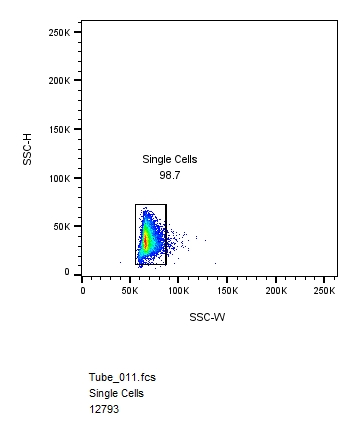 250K
200K
150K
100K
50K
0
SSC-H
Single Cells
98.7
0 50K 100K 150K 200K 250K
SSC-W
Tube_011.fcs
Single Cells
12793